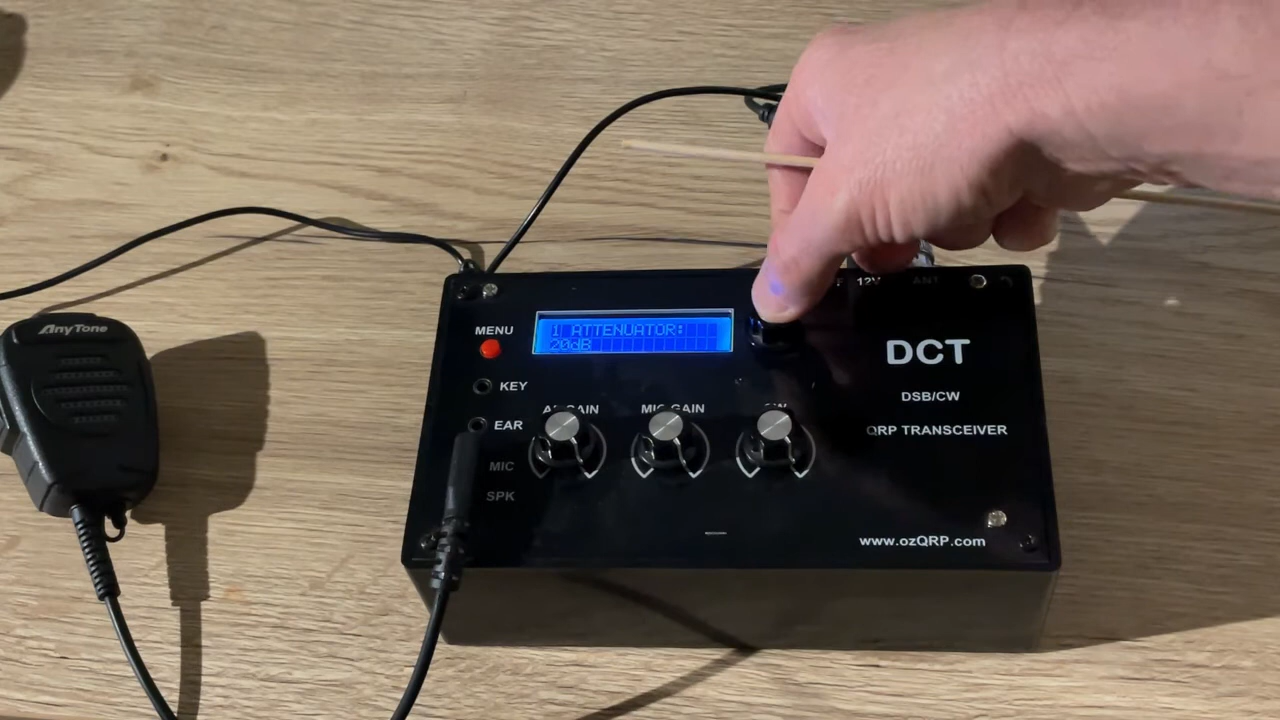 AnyTone
MENU
1 ATTENUATOR:
20dB
KEY
EAR
MIC
SPK
AF GAIN
MIC GAIN
12V
ANT
DCT
DSB/CW
QRP TRANSCEIVER
www.ozQRP.com